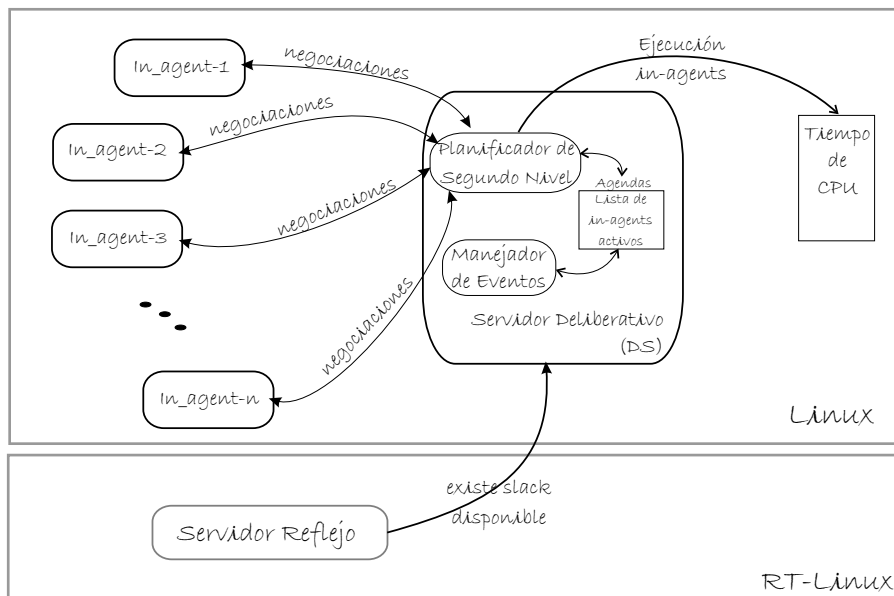 In_agent-1
negociaciones
Ejecución
in-agents
In_agent-2
negociaciones
Planificador de
Segundo Nivel
Agendas
Lista de
in-agents
activos
Tiempo
de
CPU
In_agent-3
negociaciones
Manejador
de Eventos
Servidor Deliberativo
(DS)
negociaciones
In_agent-n
Linux
existe slack
disponible
Servidor Reflejo
RT-Linux